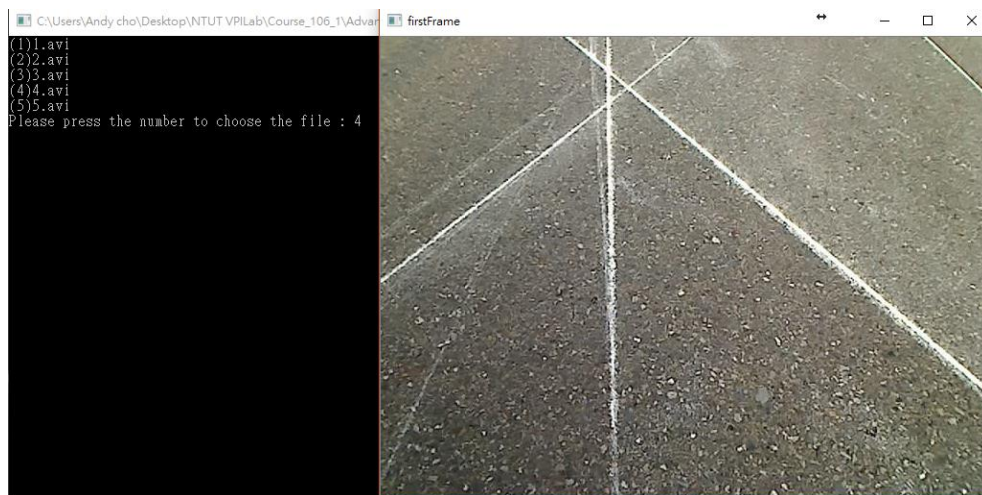 C:\Users\Andy cho\Desktop\NTUT VPILab\Course_106_1\Advar
firstFrame
(1)1.avi
(2)2.avi
(3)3.avi
(4)4.avi
(5)5.avi
Please press the number to choose the file : 4